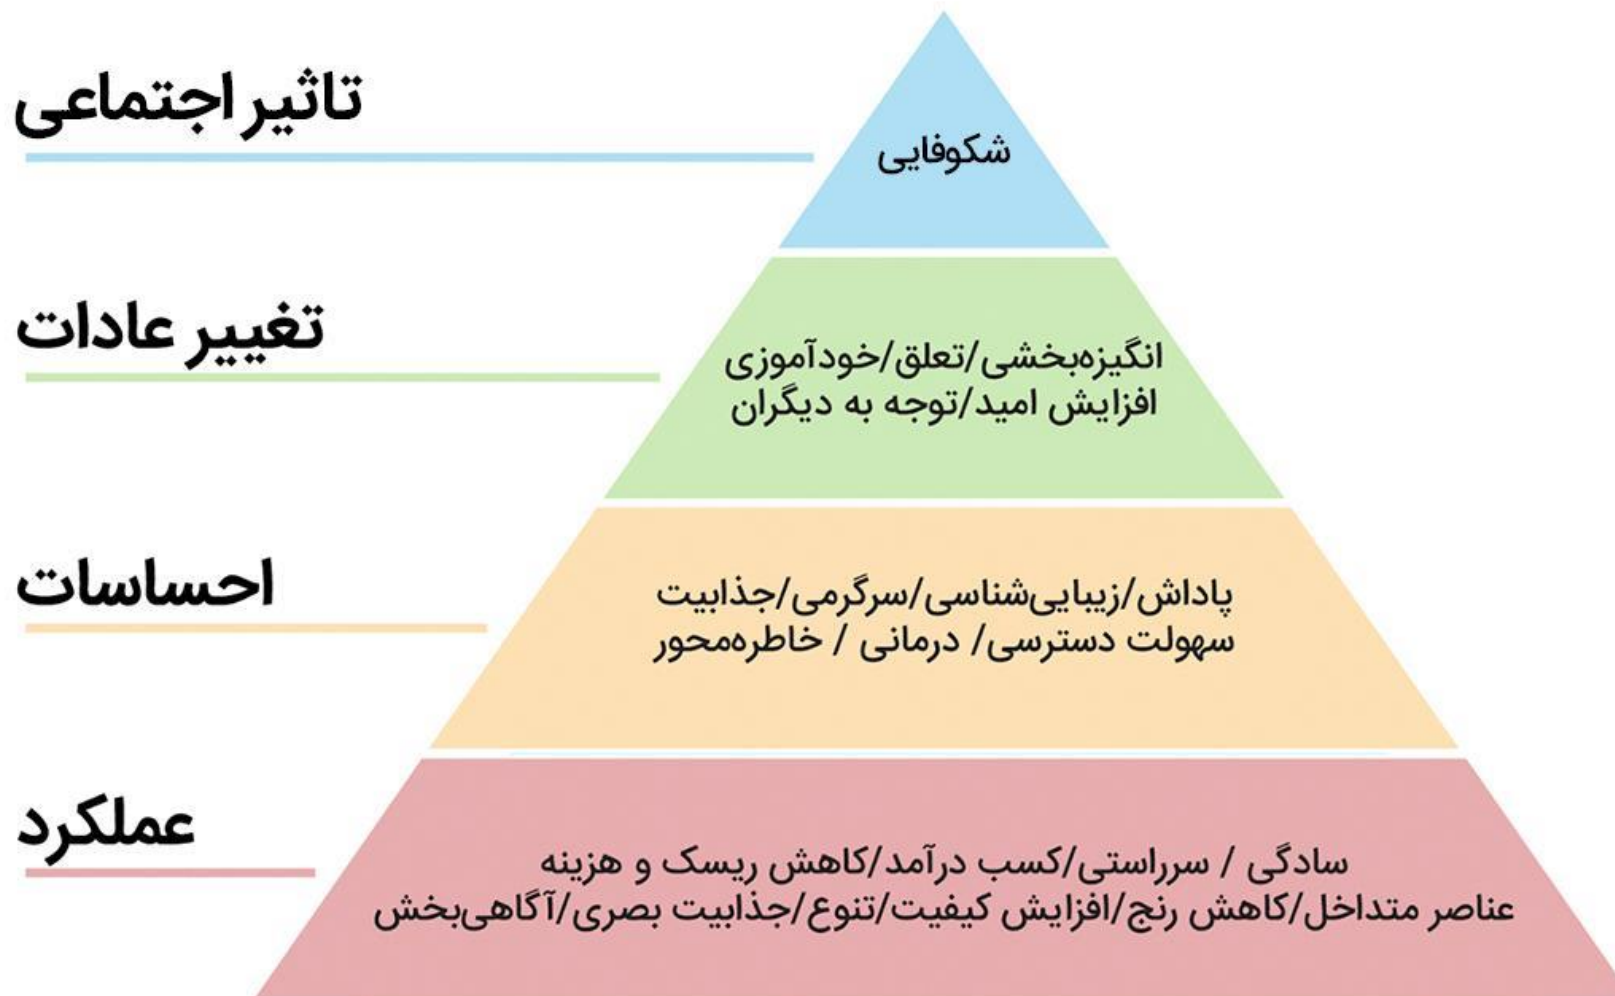 تاثیر اجتماعی
شکوفایی
تغییر عادات
انگیزه‌بخشی/تعلق/خودآموزی
افزایش امید/توجه به دیگران
احساسات
پاداش/زیبایی‌شناسی/سرگرمی/جذابیت
سهولت دسترسی/ درمانی / خاطره‌محور
عملکرد
سادگی / سرراستی/کسب درآمد/کاهش ریسک و هزینه
عناصر متداخل/کاهش رنج/افزایش کیفیت/تنوع/جذابیت بصری/آگاهی‌بخش